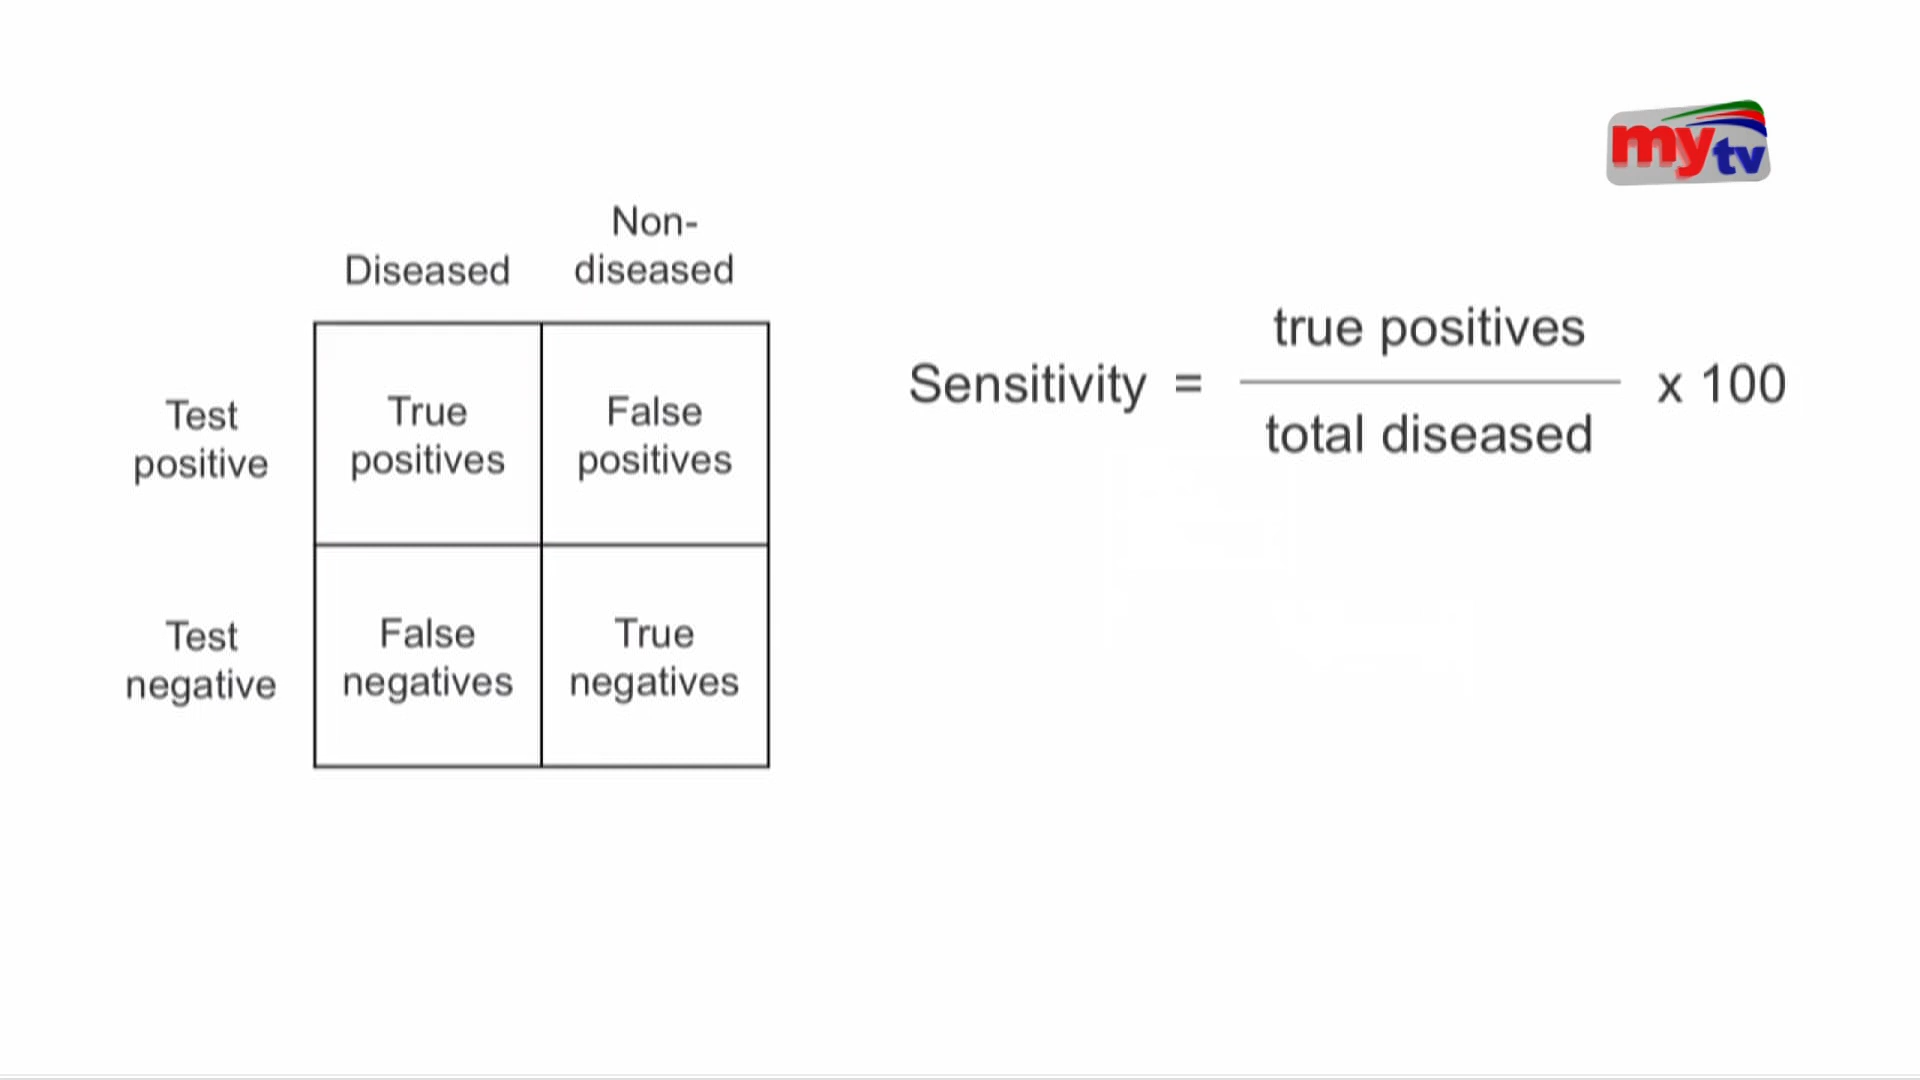 mytv
Non-
Diseased diseased
Test
positive
True
positives
False
positives
Test
negative
False
negatives
True
negatives
Sensitivity =
true positives
total diseased
x 100